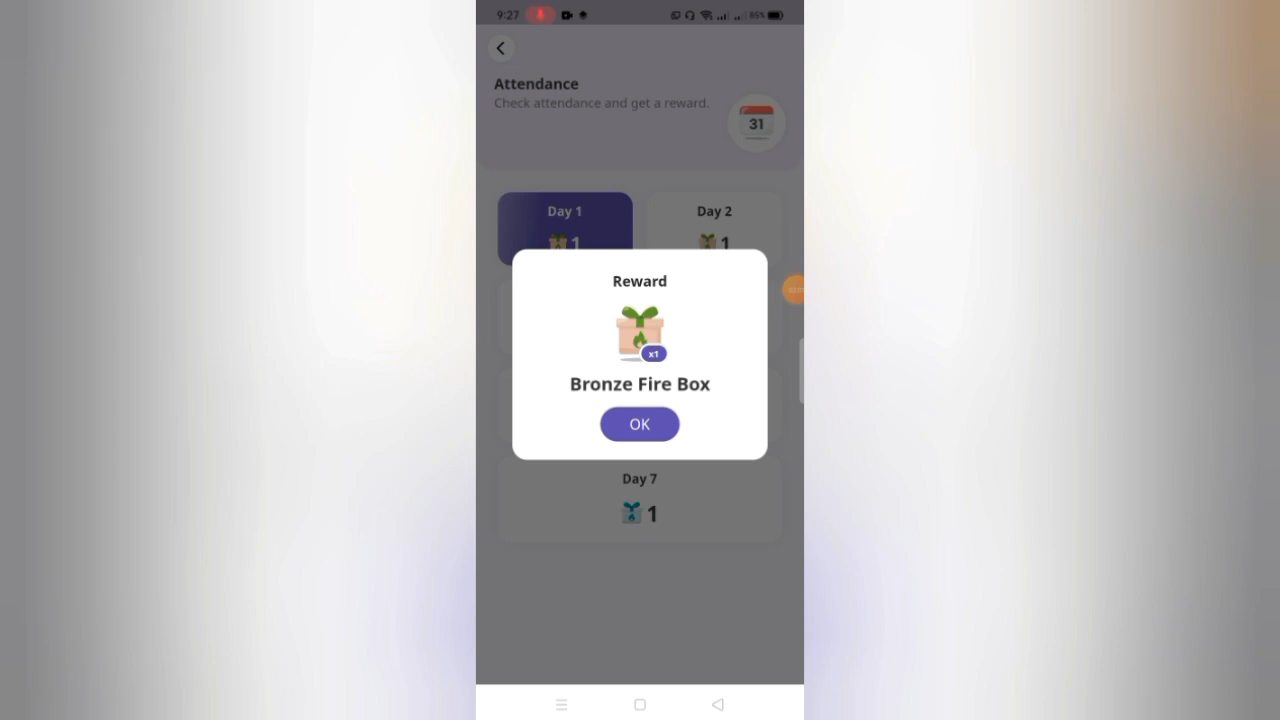 9:27
85%
Attendance
Check attendance and get a reward.
31
Day 1
Day 2
1
1
Reward
x1
Bronze Fire Box
OK
Day 7
1